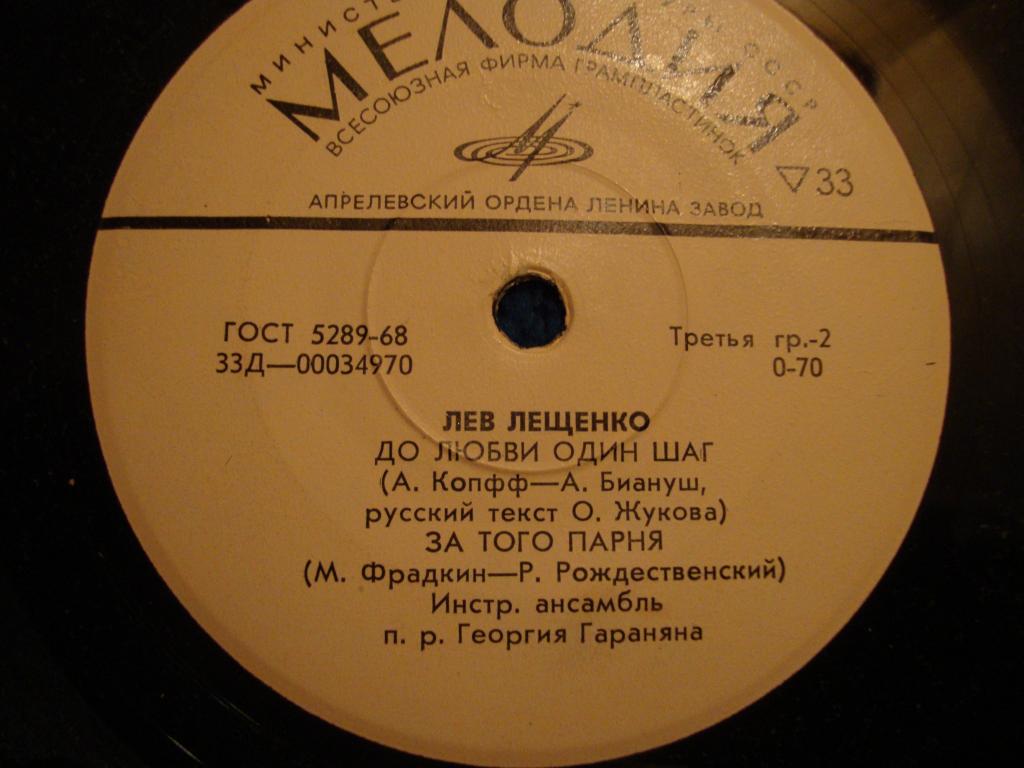 МЕЛОДИЯ
ВСЕСОЮЗНАЯ ФИРМА ГРАМПЛАСТИНОК
33
АПРЕЛЕВСКИЙ ОРДЕНА ЛЕНИНА ЗАВОД
ГОСТ 5289-68
Третья гр.-2
33Д—00034970
0-70
ЛЕВ ЛЕЩЕНКО
ДО ЛЮБВИ ОДИН ШАГ
(А. Копфф—А. Биануш,
русский текст О. Жукова)
ЗА ТОГО ПАРНЯ
(М. Фрадкин—Р. Рождественский)
Инстр. ансамбль
п. р. Георгия Гараняна